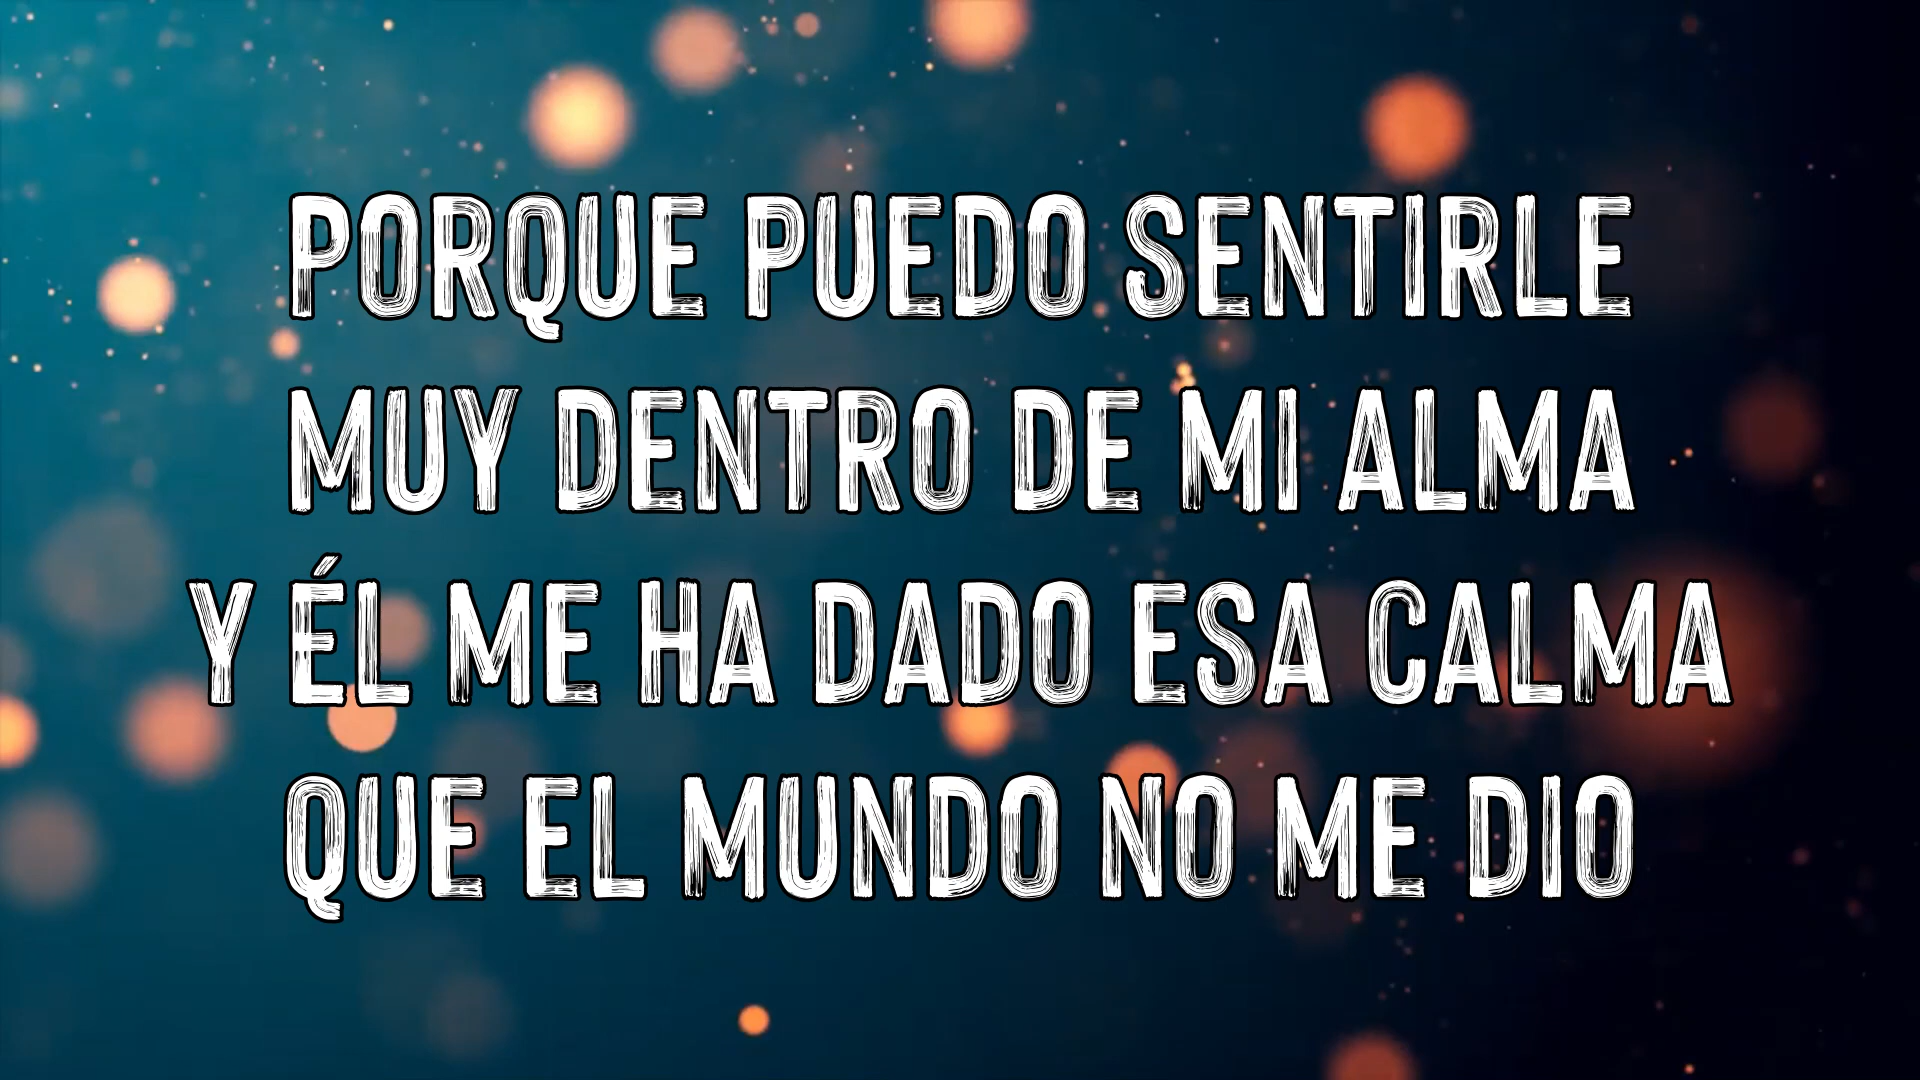 PORQUE PUEDO SENTIRLE
MUY DENTRO DE MI ALMA
Y ÉL ME HA DADO ESA CALMA
QUE EL MUNDO NO ME DIO